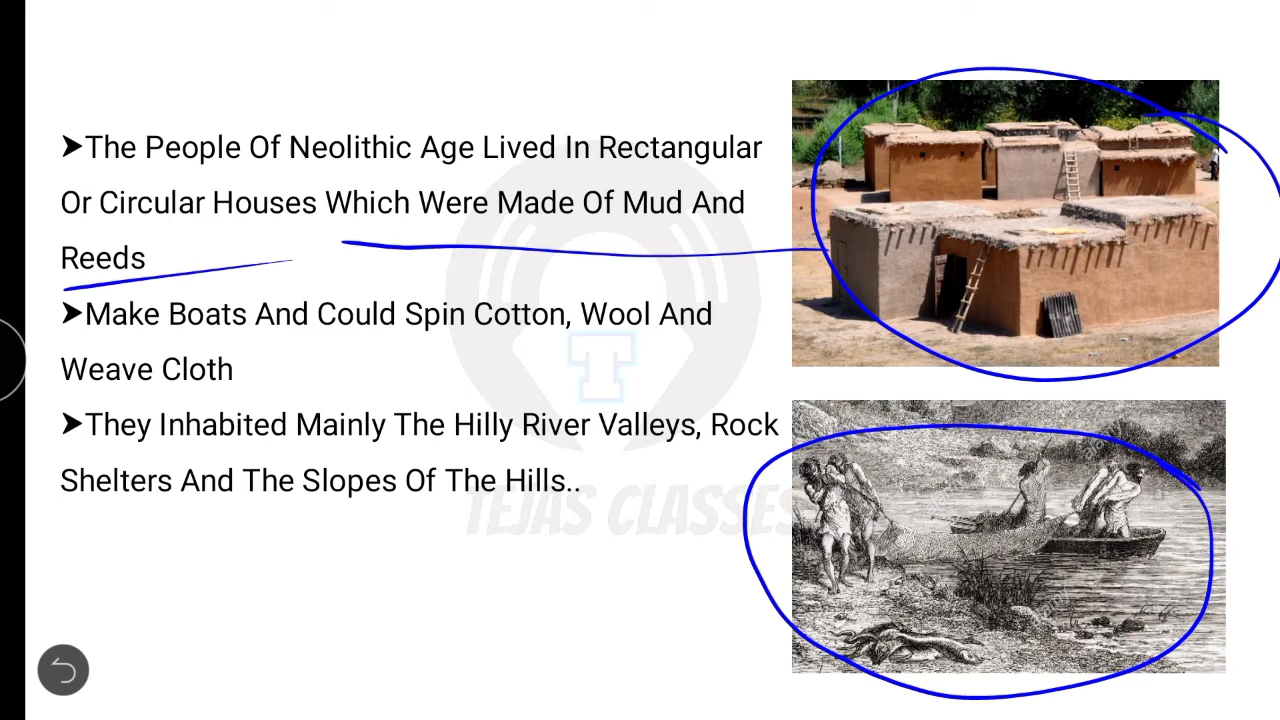 ➤The People Of Neolithic Age Lived In Rectangular
Or Circular Houses Which Were Made Of Mud And
Reeds
➤Make Boats And Could Spin Cotton, Wool And
Weave Cloth
➤They Inhabited Mainly The Hilly River Valleys, Rock
Shelters And The Slopes Of The Hills..
T
TEJAS CLASSES